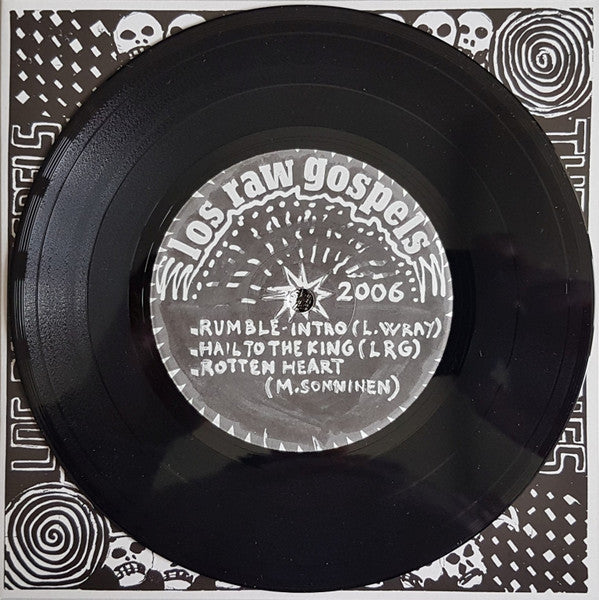 los raw gospels
2006
RUMBLE-INTRO (L. WRAY)
HAIL TO THE KING (LRG)
ROTTEN HEART
(M. SONNINEN)